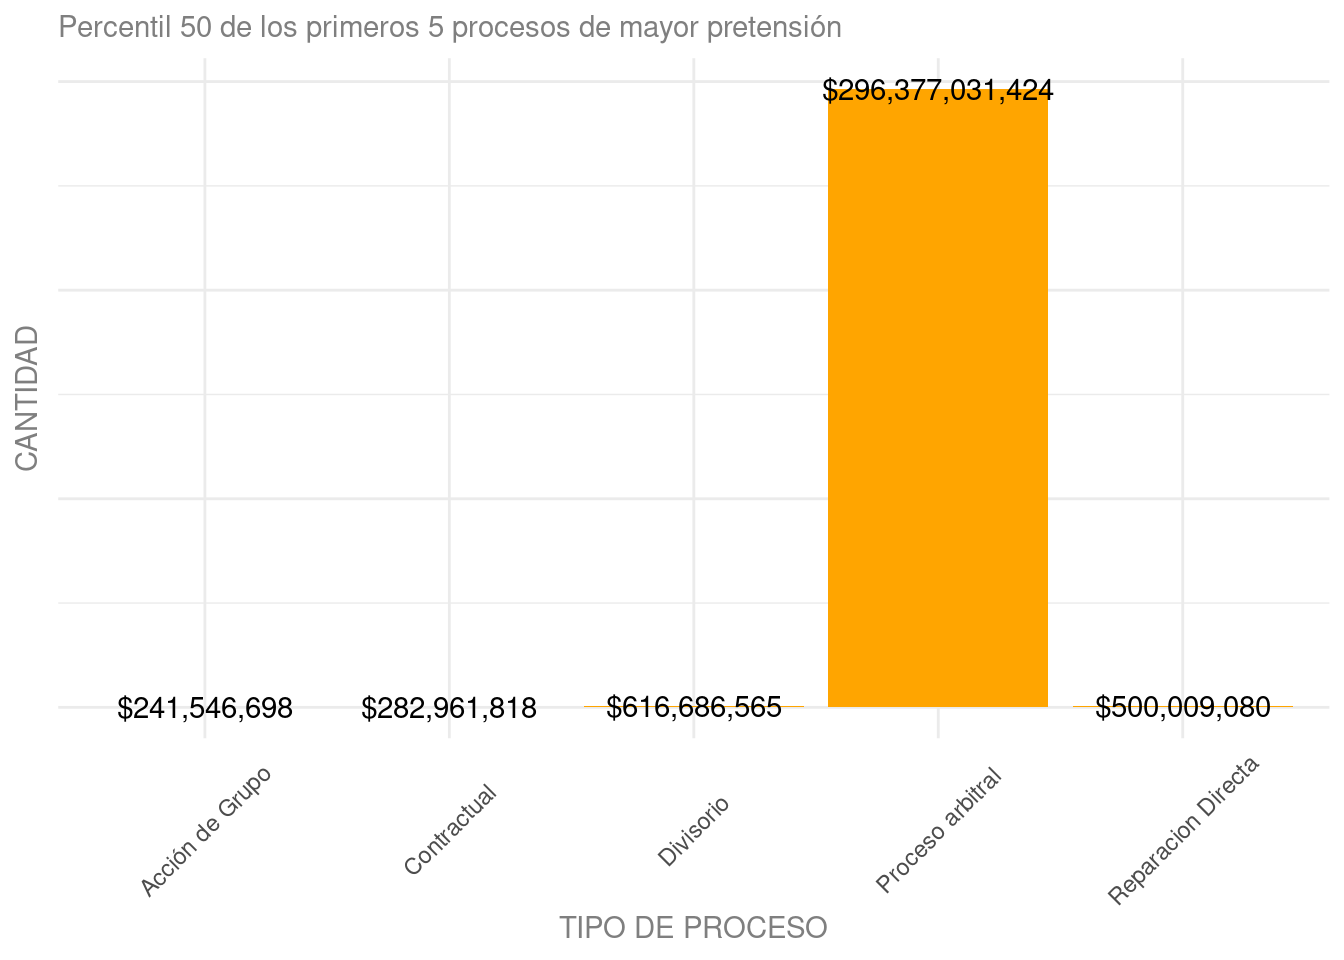 Percentil 50 de los primeros 5 procesos de mayor pretensión
$296,377,031,424
CANTIDAD
$241,546,698
$282,961,818
$616,686,565
$500,009,080
Acción de Grupo
Contractual
Divisorio
Proceso arbitral
Reparacion Directa
TIPO DE PROCESO